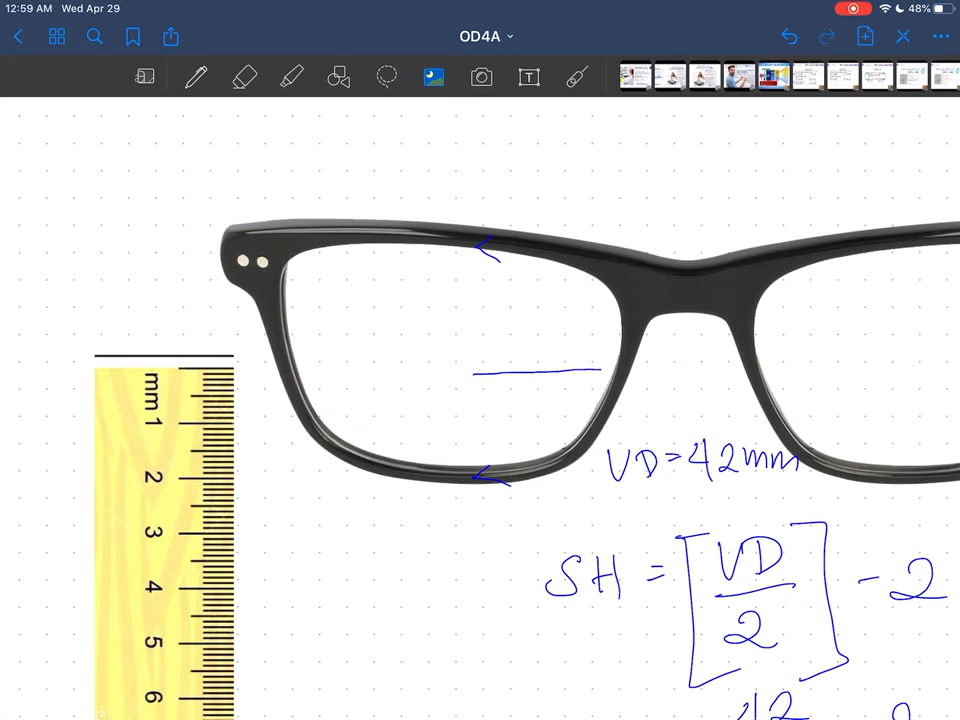 12:59 AM Wed Apr 29
48%
OD4A
T
mm 1
2
3
4
5
6
VD=42mm
SH = [VD/2] - 2
42